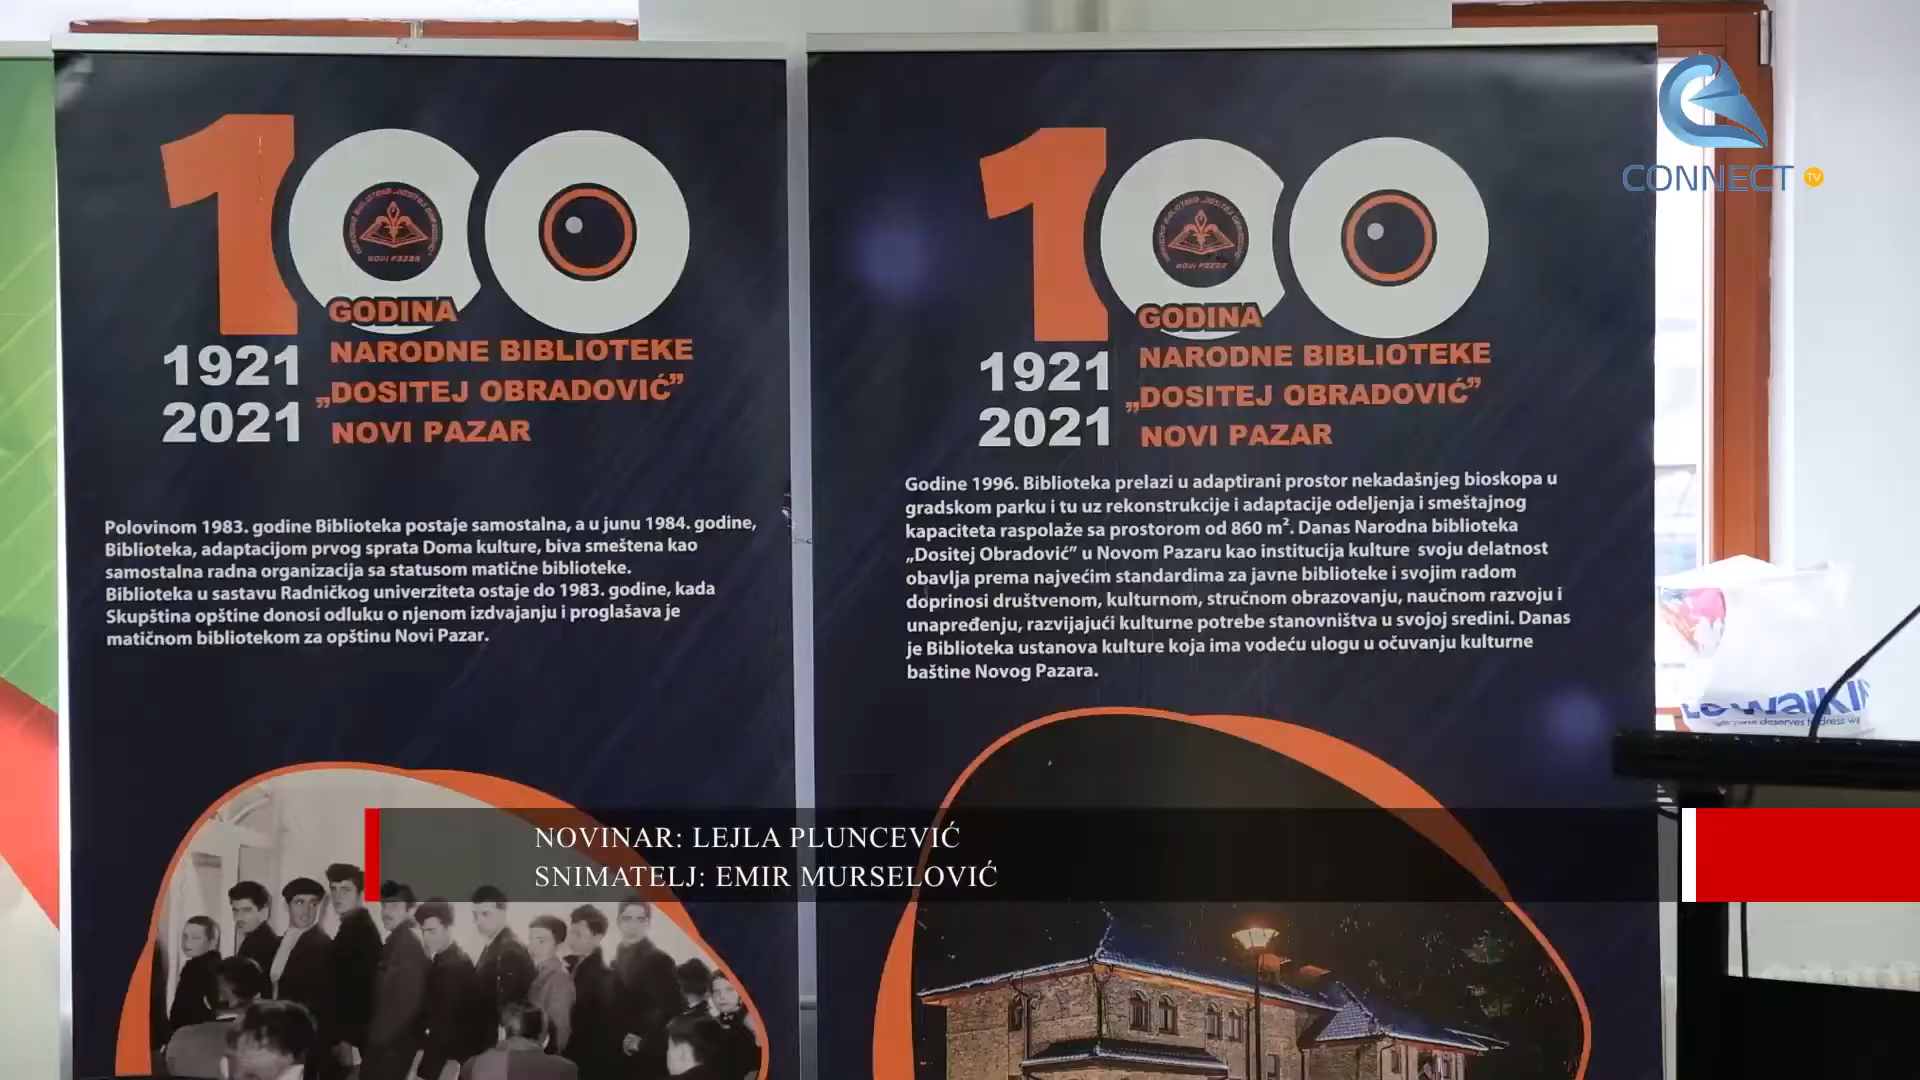 100
GODINA
1921
2021
NARODNE BIBLIOTEKE
„DOSITEJ OBRADOVIĆ”
NOVI PAZAR
NOVI PAZAR
Polovinom 1983. godine Biblioteka postaje samostalna, a u junu 1984. godine,
Biblioteka, adaptacijom prvog sprata Doma kulture, biva smeštena kao
samostalna radna organizacija sa statusom matične biblioteke.
Biblioteka u sastavu Radničkog univerziteta ostaje do 1983. godine, kada
Skupština opštine donosi odluku o njenom izdvajanju i proglašava je
matičnom bibliotekom za opštinu Novi Pazar.
100
GODINA
1921
2021
NARODNE BIBLIOTEKE
„DOSITEJ OBRADOVIĆ”
NOVI PAZAR
NOVI PAZAR
Godine 1996. Biblioteka prelazi u adaptirani prostor nekadašnjeg bioskopa u
gradskom parku i tu uz rekonstrukcije i adaptacije odeljenja i smeštajnog
kapaciteta raspolaže sa prostorom od 860 m². Danas Narodna biblioteka
„Dositej Obradović” u Novom Pazaru kao institucija kulture svoju delatnost
obavlja prema najvećim standardima za javne biblioteke i svojim radom
doprinosi društvenom, kulturnom, stručnom obrazovanju, naučnom razvoju i
unapređenju, razvijajući kulturne potrebe stanovništva u svojoj sredini. Danas
je Biblioteka ustanova kulture koja ima vodeću ulogu u očuvanju kulturne
baštine Novog Pazara.
CONNECT TV
NOVINAR: LEJLA PLUNCEVIĆ
SNIMATELJ: EMIR MURSELOVIĆ